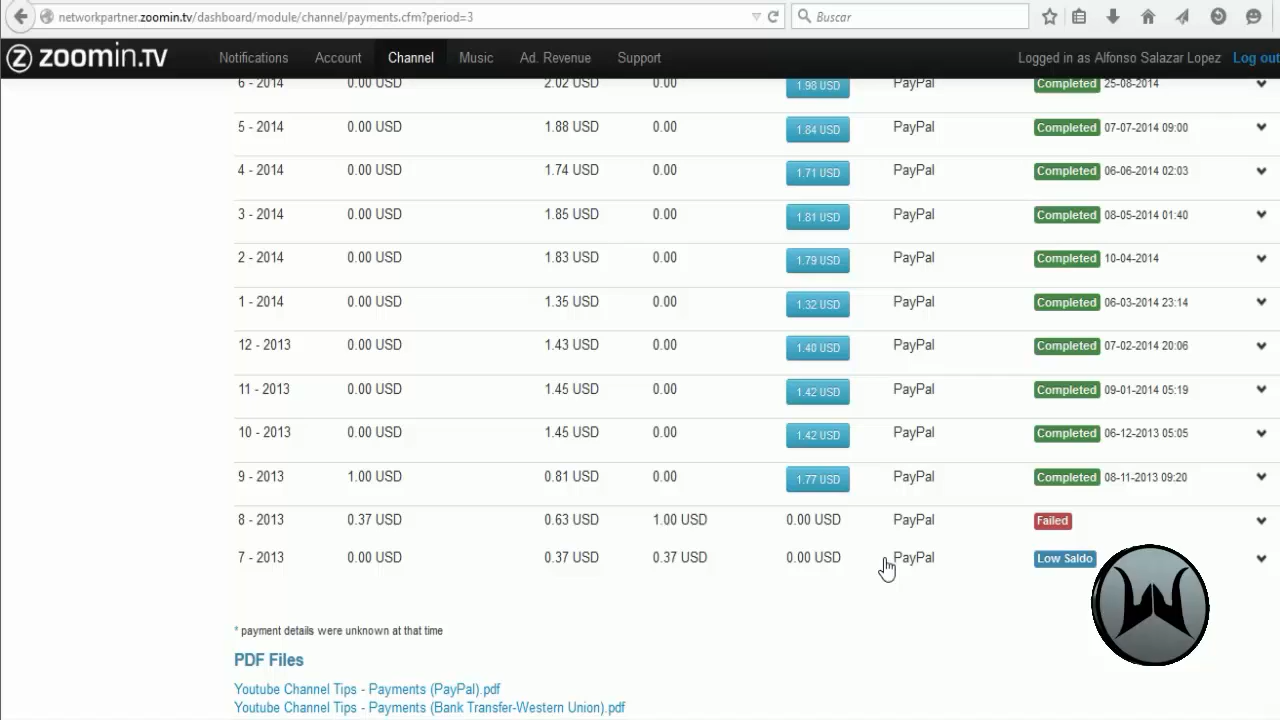 networkpartner.zoomin.tv/dashboard/module/channel/payments.cfm?period=3 Buscar
zoomin.tv Notifications Account Channel Music Ad. Revenue Support Logged in as Alfonso Salazar Lopez Log out
6 - 2014 0.00 USD 2.02 USD 0.00 1.98 USD PayPal Completed 25-08-2014
5 - 2014 0.00 USD 1.88 USD 0.00 1.84 USD PayPal Completed 07-07-2014 09:00
4 - 2014 0.00 USD 1.74 USD 0.00 1.71 USD PayPal Completed 06-06-2014 02:03
3 - 2014 0.00 USD 1.85 USD 0.00 1.81 USD PayPal Completed 08-05-2014 01:40
2 - 2014 0.00 USD 1.83 USD 0.00 1.79 USD PayPal Completed 10-04-2014
1 - 2014 0.00 USD 1.35 USD 0.00 1.32 USD PayPal Completed 06-03-2014 23:14
12 - 2013 0.00 USD 1.43 USD 0.00 1.40 USD PayPal Completed 07-02-2014 20:06
11 - 2013 0.00 USD 1.45 USD 0.00 1.42 USD PayPal Completed 09-01-2014 05:19
10 - 2013 0.00 USD 1.45 USD 0.00 1.42 USD PayPal Completed 06-12-2013 05:05
9 - 2013 1.00 USD 0.81 USD 0.00 1.77 USD PayPal Completed 08-11-2013 09:20
8 - 2013 0.37 USD 0.63 USD 1.00 USD 0.00 USD PayPal Failed
7 - 2013 0.00 USD 0.37 USD 0.37 USD 0.00 USD PayPal Low Saldo
* payment details were unknown at that time
PDF Files
Youtube Channel Tips - Payments (PayPal).pdf
Youtube Channel Tips - Payments (Bank Transfer-Western Union).pdf